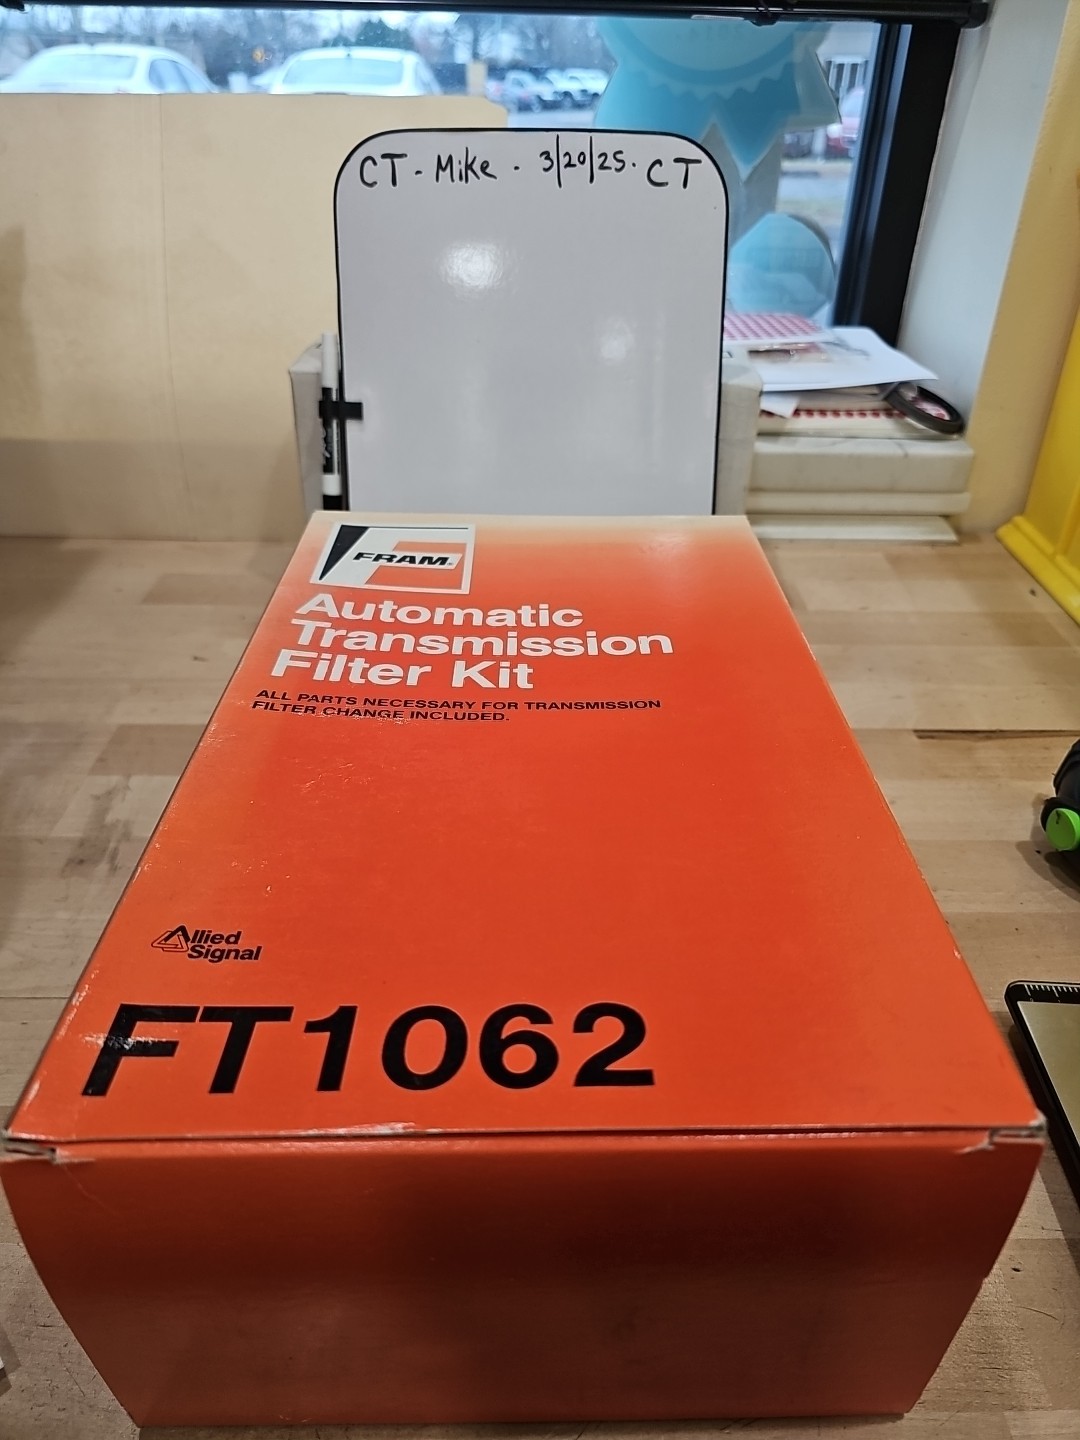 CT - Mike - 3/20/25. CT
FRAM
Automatic
Transmission
Filter Kit
ALL PARTS NECESSARY FOR TRANSMISSION
FILTER CHANGE INCLUDED.
Allied
Signal
FT1062